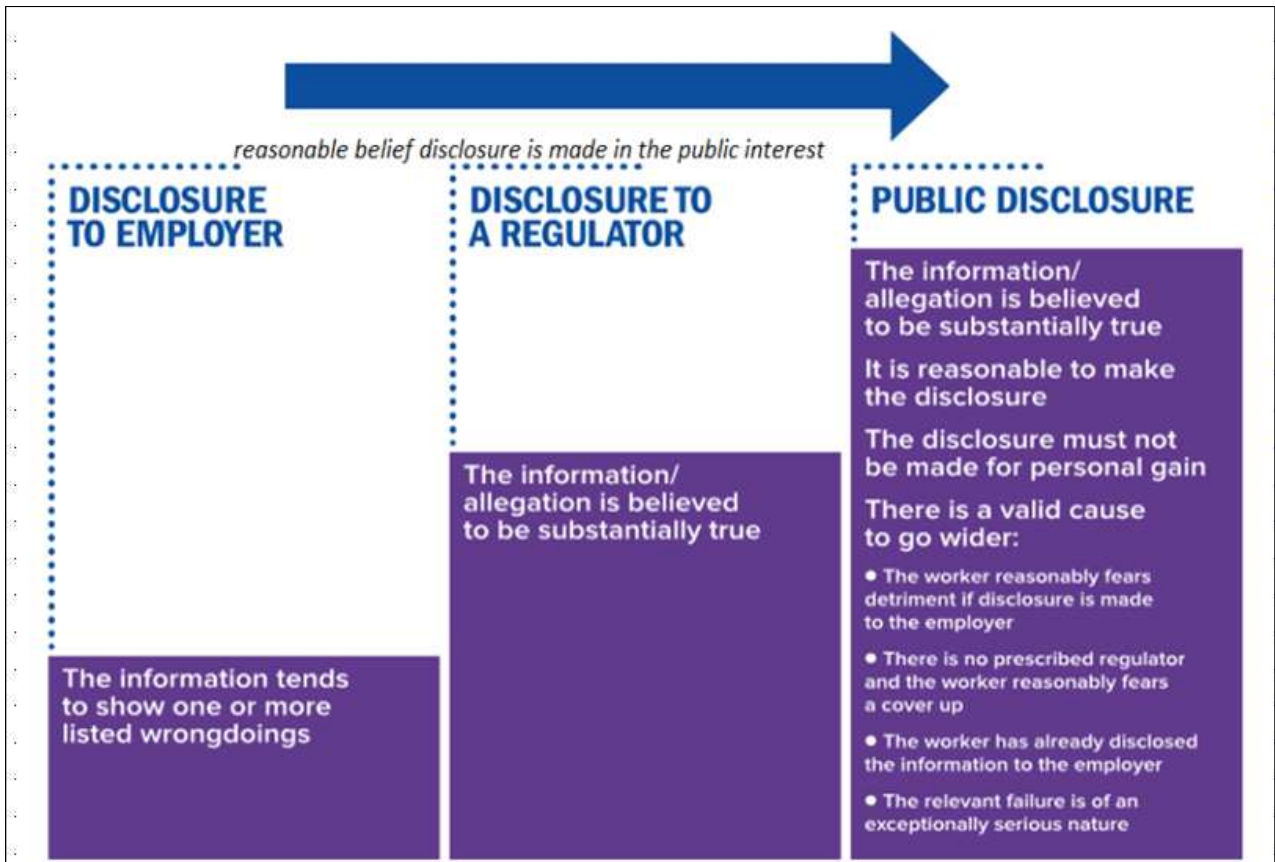 reasonable belief disclosure is made in the public interest
DISCLOSURE
TO EMPLOYER
The information tends
to show one or more
listed wrongdoings
DISCLOSURE TO
A REGULATOR
The information/
allegation is believed
to be substantially true
PUBLIC DISCLOSURE
The information/
allegation is believed
to be substantially true
It is reasonable to make
the disclosure
The disclosure must not
be made for personal gain
There is a valid cause
to go wider:
● The worker reasonably fears
detriment if disclosure is made
to the employer
● There is no prescribed regulator
and the worker reasonably fears
a cover up
● The worker has already disclosed
the information to the employer
● The relevant failure is of an
exceptionally serious nature